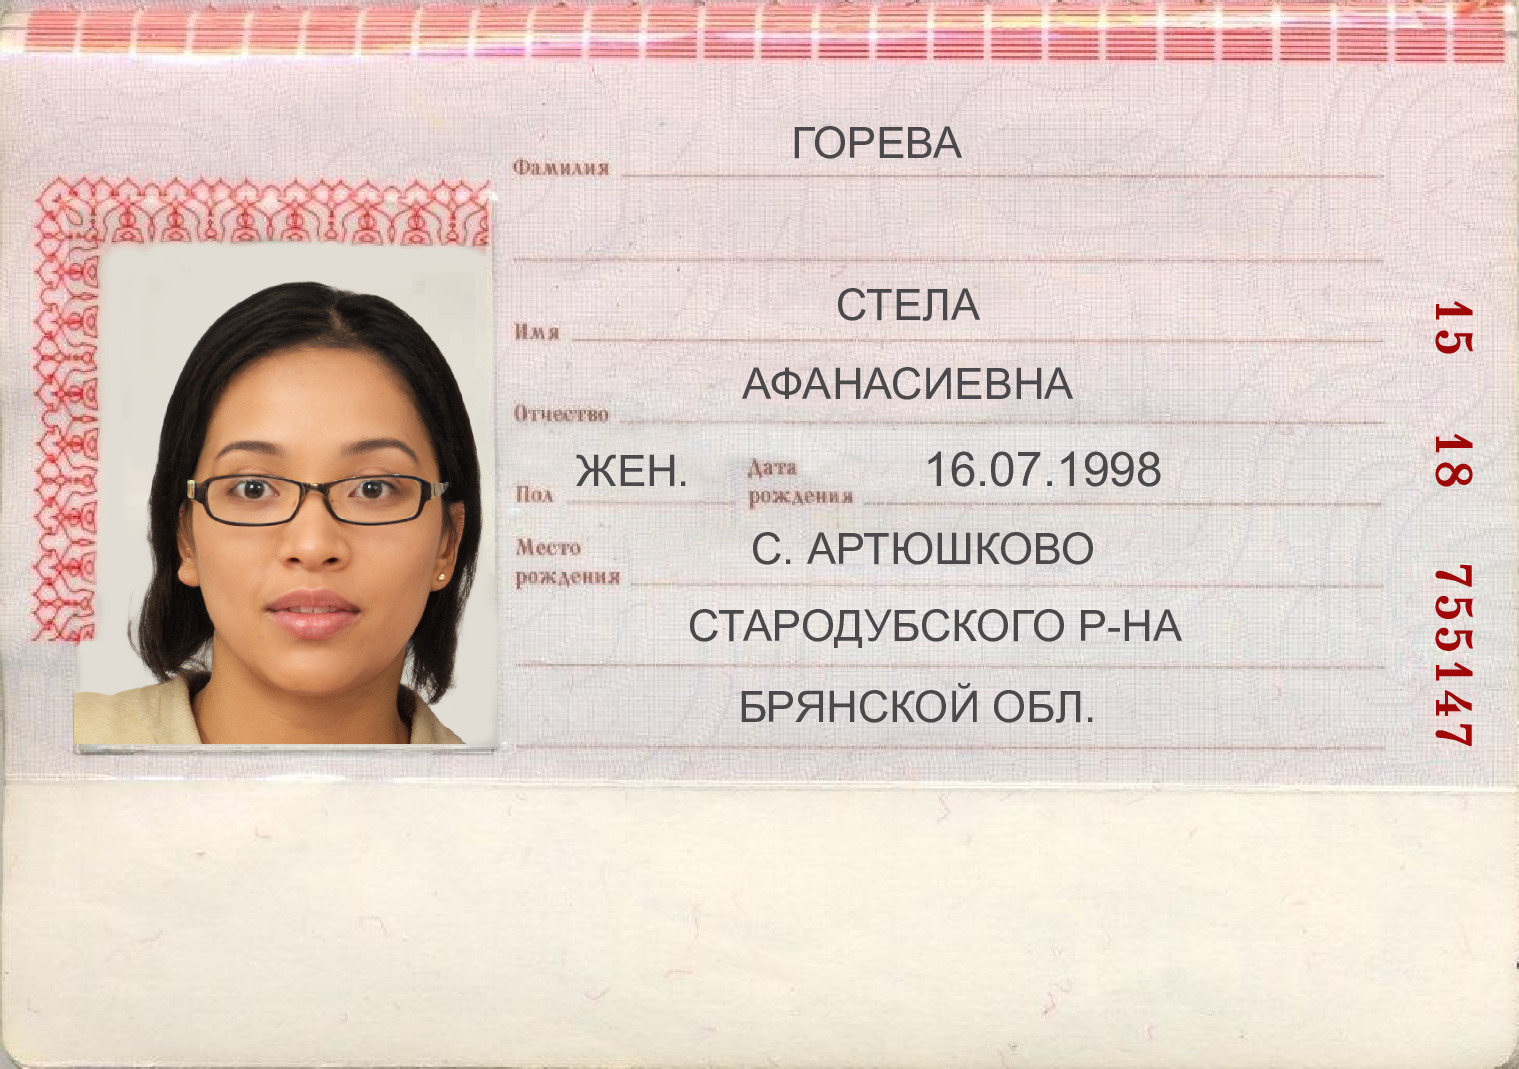 Фамилия ГОРЕВА
Имя СТЕЛА
Отчество АФАНАСИЕВНА
Пол ЖЕН. Дата рождения 16.07.1998
Место рождения С. АРТЮШКОВО
СТАРОДУБСКОГО Р-НА
БРЯНСКОЙ ОБЛ.
15 18 755147